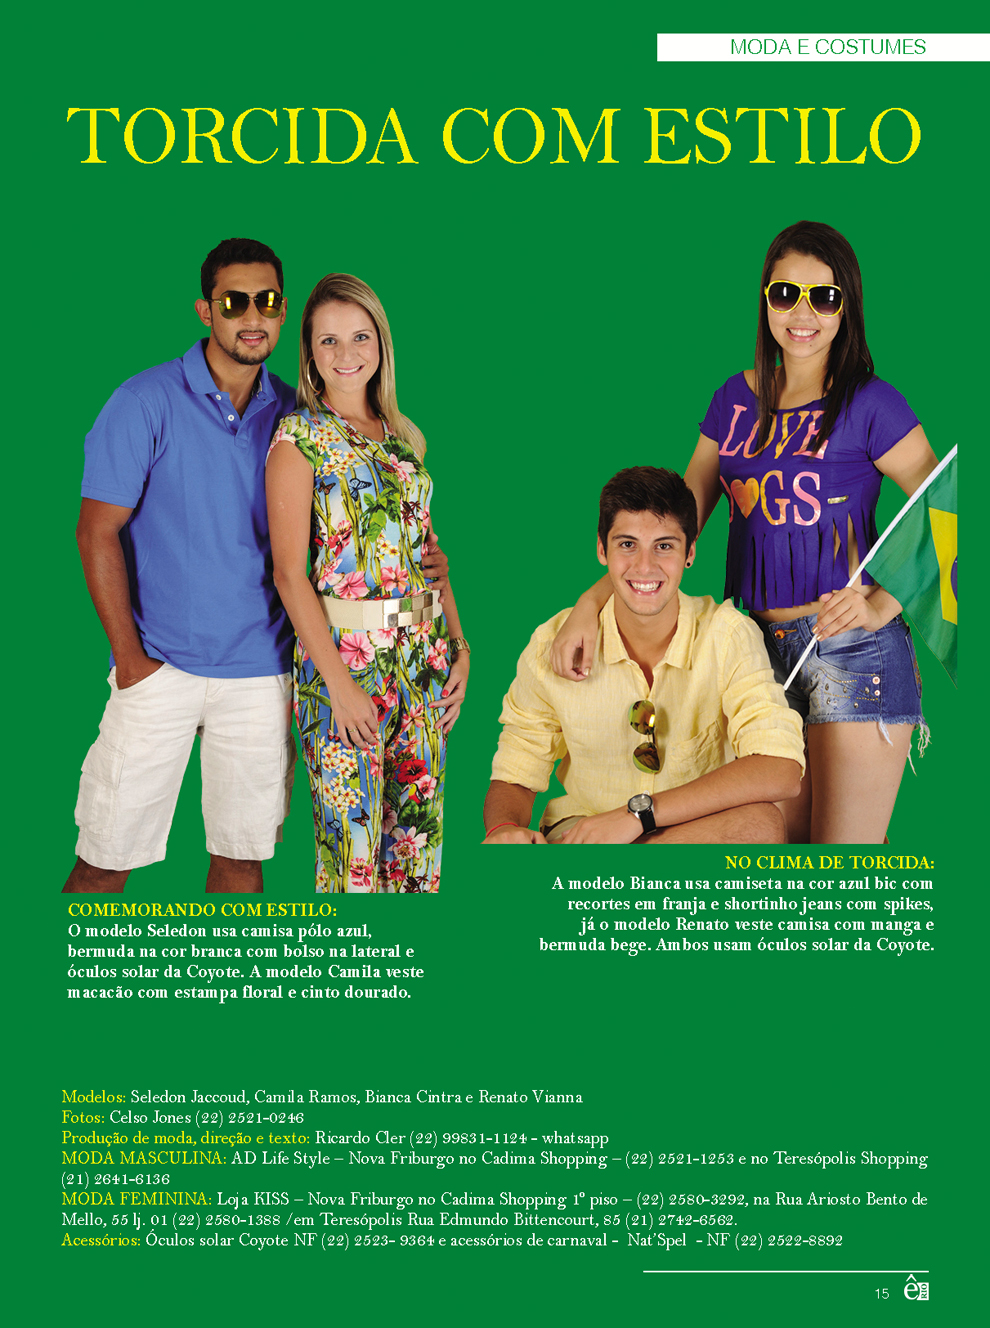 MODA E COSTUMES
TORCIDA COM ESTILO
LOVE
GS
NO CLIMA DE TORCIDA:
A modelo Bianca usa camiseta na cor azul bic com
recortes em franja e shortinho jeans com spikes,
já o modelo Renato veste camisa com manga e
bermuda bege. Ambos usam óculos solar da Coyote.
COMEMORANDO COM ESTILO:
O modelo Seledon usa camisa pólo azul,
bermuda na cor branca com bolso na lateral e
óculos solar da Coyote. A modelo Camila veste
macacão com estampa floral e cinto dourado.
Modelos: Seledon Jaccoud, Camila Ramos, Bianca Cintra e Renato Vianna
Fotos: Celso Jones (22) 2521-0246
Produção de moda, direção e texto: Ricardo Cler (22) 99831-1124 - whatsapp
MODA MASCULINA: AD Life Style – Nova Friburgo no Cadima Shopping – (22) 2521-1253 e no Teresópolis Shopping
(21) 2641-6136
MODA FEMININA: Loja KISS – Nova Friburgo no Cadima Shopping 1º piso – (22) 2580-3292, na Rua Ariosto Bento de
Mello, 55 lj. 01 (22) 2580-1388 /em Teresópolis Rua Edmundo Bittencourt, 85 (21) 2742-6562.
Acessórios: Óculos solar Coyote NF (22) 2523- 9364 e acessórios de carnaval - Nat'Spel - NF (22) 2522-8892
15 ê RIO